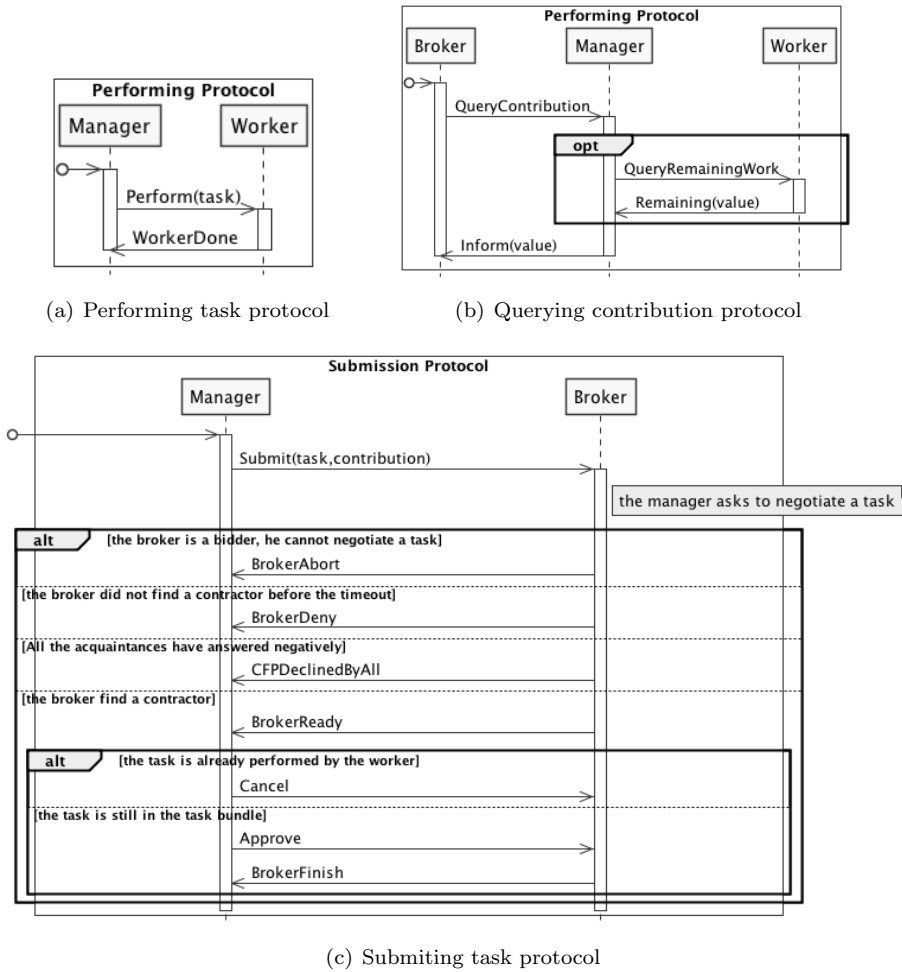 Performing Protocol
Manager Worker
Perform(task)
WorkerDone
(a) Performing task protocol
Performing Protocol
Broker Manager Worker
QueryContribution
opt
QueryRemainingWork
Remaining(value)
Inform(value)
(b) Querying contribution protocol
Submission Protocol
Manager Broker
Submit(task,contribution)
the manager asks to negotiate a task
alt [the broker is a bidder, he cannot negotiate a task]
BrokerAbort
[the broker did not find a contractor before the timeout]
BrokerDeny
[All the acquaintances have answered negatively]
CFPDeclinedByAll
[the broker find a contractor]
BrokerReady
alt [the task is already performed by the worker]
Cancel
[the task is still in the task bundle]
Approve
BrokerFinish
(c) Submiting task protocol